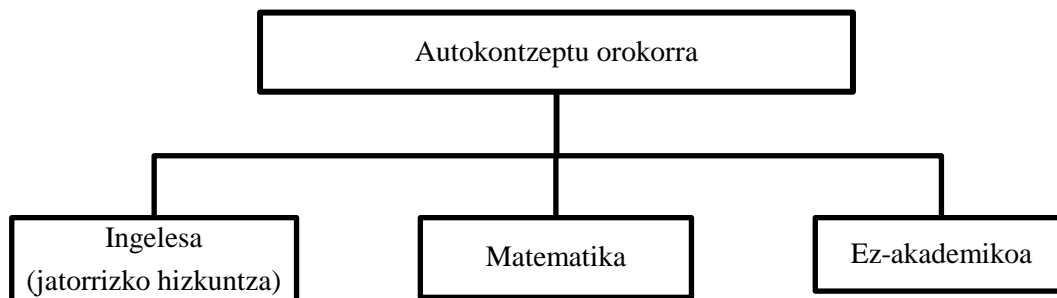 Autokontzeptu orokorra
Ingelesa
(jatorrizko hizkuntza)
Matematika
Ez-akademikoa